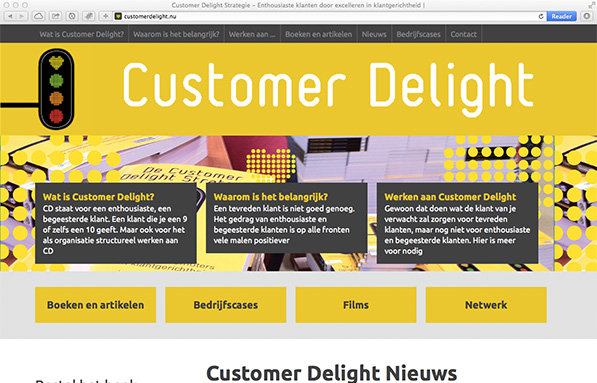 Customer Delight Strategie – Enthousiaste klanten door excelleren in klantgerichtheid |
customerdelight.nu
Reader
Wat is Customer Delight?
Waarom is het belangrijk?
Werken aan ...
Boeken en artikelen
Nieuws
Bedrijfscases
Contact
Customer Delight
De Customer
Delight Strat
klantgerichtheid
Wat is Customer Delight?
CD staat voor een enthousiaste, een
begeesterde klant. Een klant die je een 9
of zelfs een 10 geeft. Maar ook voor het
als organisatie structureel werken aan
CD
Waarom is het belangrijk?
Een tevreden klant is niet goed genoeg.
Het gedrag van enthousiaste en
begeesterde klanten is op alle fronten
vele malen positiever
Werken aan Customer Delight
Gewoon dat doen wat de klant van je
verwacht zal zorgen voor tevreden
klanten, maar nog niet voor enthousiaste
en begeesterde klanten. Hier is meer
voor nodig
Boeken en artikelen
Bedrijfscases
Films
Netwerk
Customer Delight Nieuws